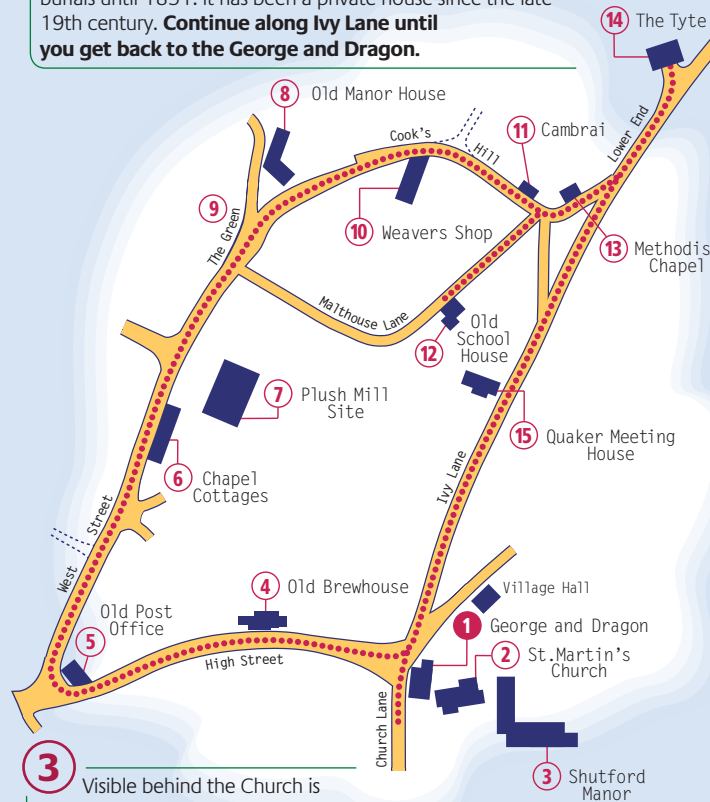 burials until 1851. It has been a private house since the late
19th century. Continue along Ivy Lane until
you get back to the George and Dragon.
14 The Tyte
8 Old Manor House
Cook's
Hill
11 Cambrai
Lower End
9
The Green
10 Weavers Shop
13 Methodis
Chapel
Malthouse Lane
12
Old
School
House
7 Plush Mill
Site
15 Quaker Meeting
House
6 Chapel
Cottages
Ivy Lane
West Street
4 Old Brewhouse
Village Hall
Old Post
Office
5
1 George and Dragon
High Street
2 St.Martin's
Church
Church Lane
3 Shutford
Manor
3
Visible behind the Church is